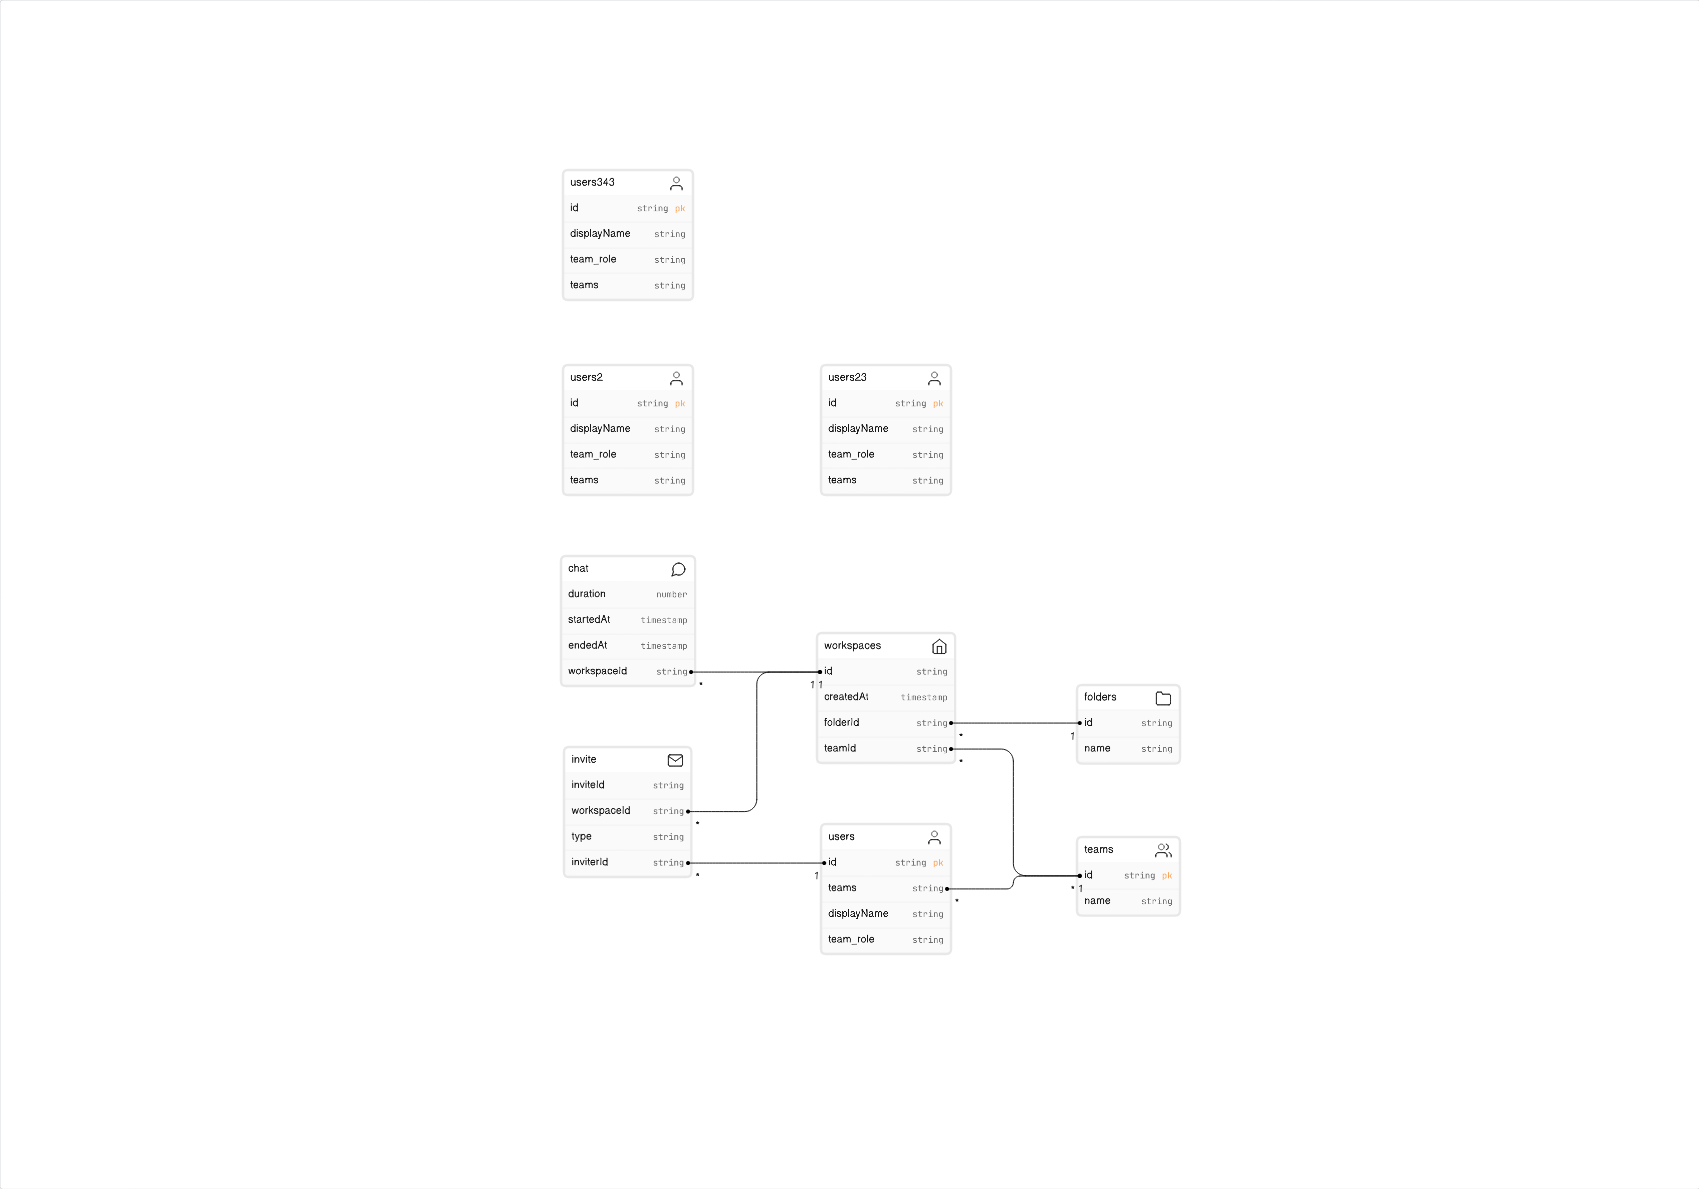 users343
id string pk
displayName string
team_role string
teams string
users2
id string pk
displayName string
team_role string
teams string
users23
id string pk
displayName string
team_role string
teams string
chat
duration number
startedAt timestamp
endedAt timestamp
workspaceId string
*
workspaces
id string
1 1
createdAt timestamp
folderId string
*
teamId string
*
folders
id string
1
name string
invite
inviteId string
workspaceId string
*
type string
inviterId string
*
users
id string pk
1
teams string
*
displayName string
team_role string
teams
id string pk
* 1
name string